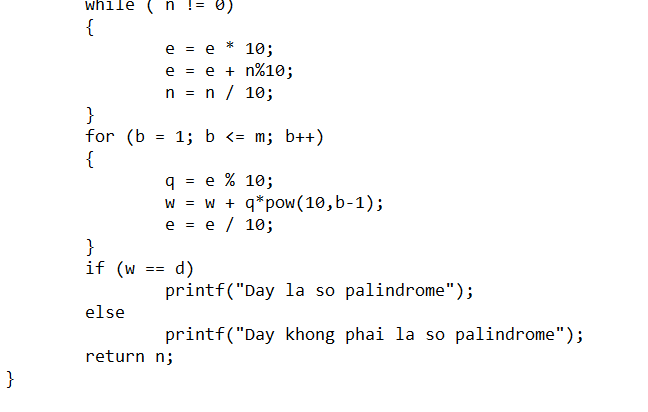 while ( n != 0)
{
e = e * 10;
e = e + n%10;
n = n / 10;
}
for (b = 1; b <= m; b++)
{
q = e % 10;
w = w + q*pow(10,b-1);
e = e / 10;
}
if (w == d)
printf("Day la so palindrome");
else
printf("Day khong phai la so palindrome");
return n;
}